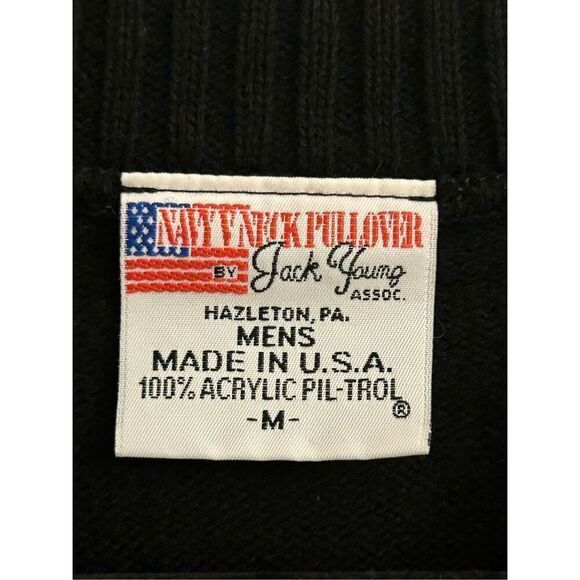 NAVY V NECK PULLOVER
BY Jack Young
ASSOC.
HAZLETON, PA.
MENS
MADE IN U.S.A.
100% ACRYLIC PIL-TROL®
-M-